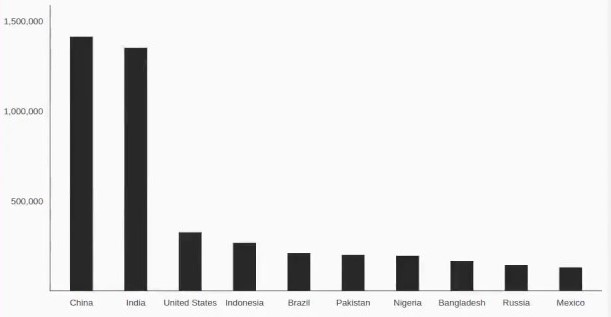 1,500,000
1,000,000
500,000
China India United States Indonesia Brazil Pakistan Nigeria Bangladesh Russia Mexico